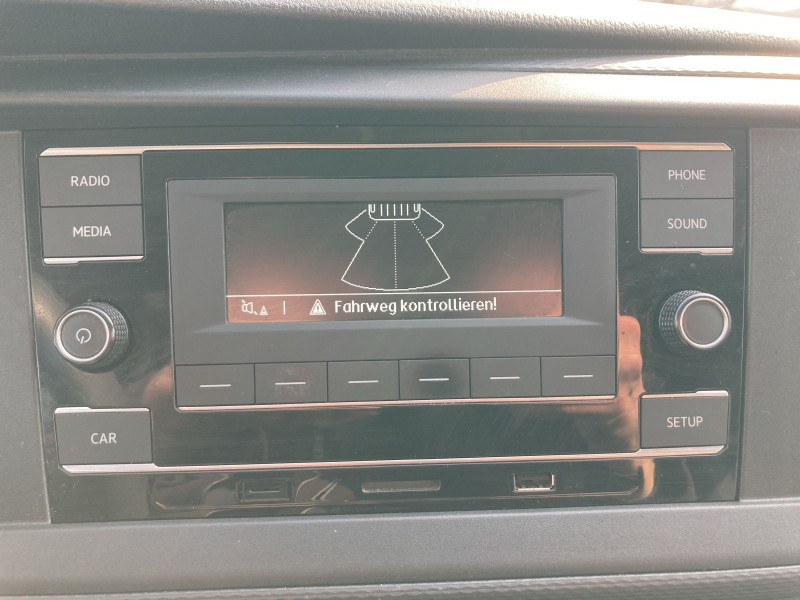 RADIO
MEDIA
PHONE
SOUND
Fahrweg kontrollieren!
CAR
SETUP